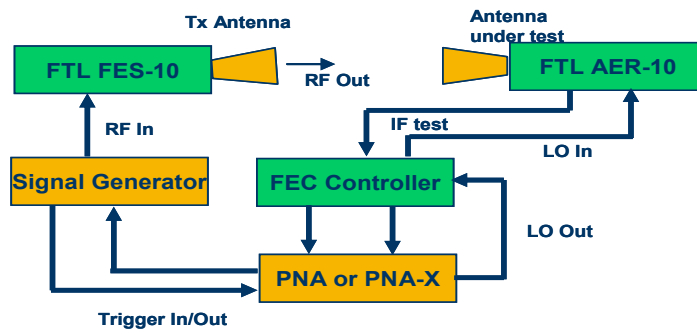 Tx Antenna
Antenna
under test
FTL FES-10
RF Out
FTL AER-10
RF In
IF test
LO In
Signal Generator
FEC Controller
LO Out
PNA or PNA-X
Trigger In/Out